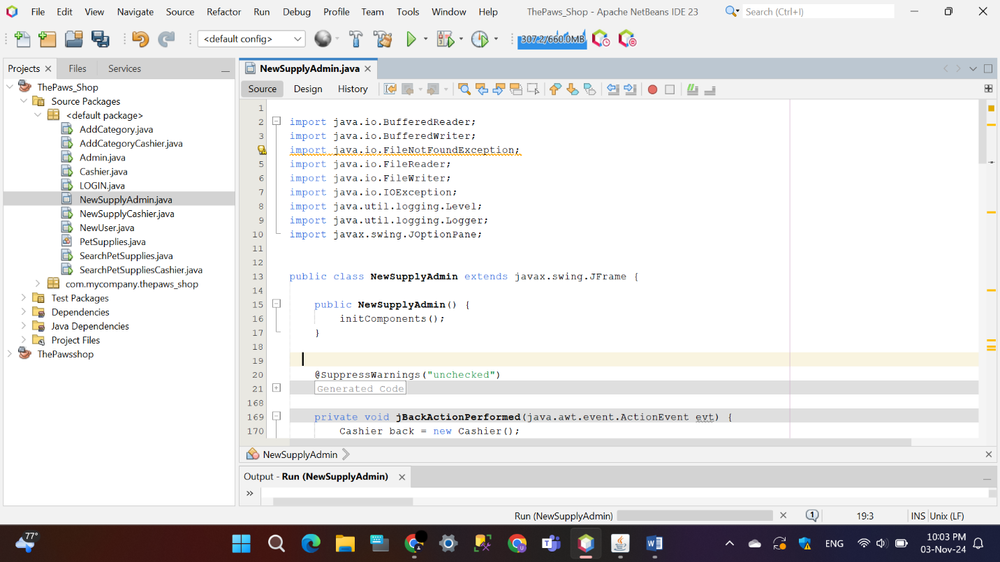 File Edit View Navigate Source Refactor Run Debug Profile Team Tools Window Help ThePaws_Shop - Apache NetBeans IDE 23 Search (Ctrl+I)
<default config> 307.2/660.0MB
Projects Files Services
ThePaws_Shop
Source Packages
<default package>
AddCategory.java
AddCategoryCashier.java
Admin.java
Cashier.java
LOGIN.java
NewSupplyAdmin.java
NewSupplyCashier.java
NewUser.java
PetSupplies.java
SearchPetSupplies.java
SearchPetSuppliesCashier.java
com.mycompany.thepaws_shop
Test Packages
Dependencies
Java Dependencies
Project Files
ThePawsshop
NewSupplyAdmin.java
Source Design History
1
2 import java.io.BufferedReader;
3 import java.io.BufferedWriter;
import java.io.FileNotFoundException;
5 import java.io.FileReader;
6 import java.io.FileWriter;
7 import java.io.IOException;
8 import java.util.logging.Level;
9 import java.util.logging.Logger;
10 import javax.swing.JOptionPane;
11
12
13 public class NewSupplyAdmin extends javax.swing.JFrame {
14
15 public NewSupplyAdmin() {
16 initComponents();
17 }
18
19
20 @SuppressWarnings("unchecked")
21 Generated Code
168
169 private void jBackActionPerformed(java.awt.event.ActionEvent evt) {
170 Cashier back = new Cashier();
NewSupplyAdmin
Output - Run (NewSupplyAdmin)
Run (NewSupplyAdmin) 1 19:3 INS Unix (LF)
77° ENG 10:03 PM
03-Nov-24